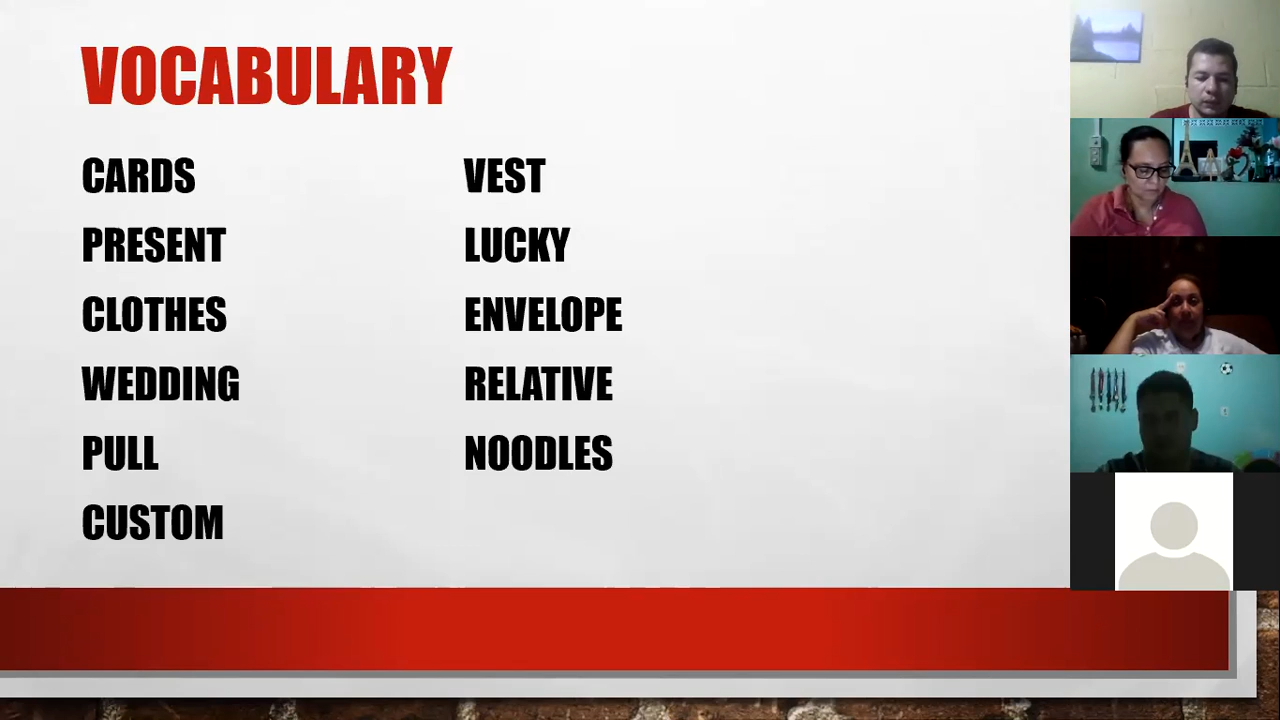 VOCABULARY
CARDS
PRESENT
CLOTHES
WEDDING
PULL
CUSTOM
VEST
LUCKY
ENVELOPE
RELATIVE
NOODLES